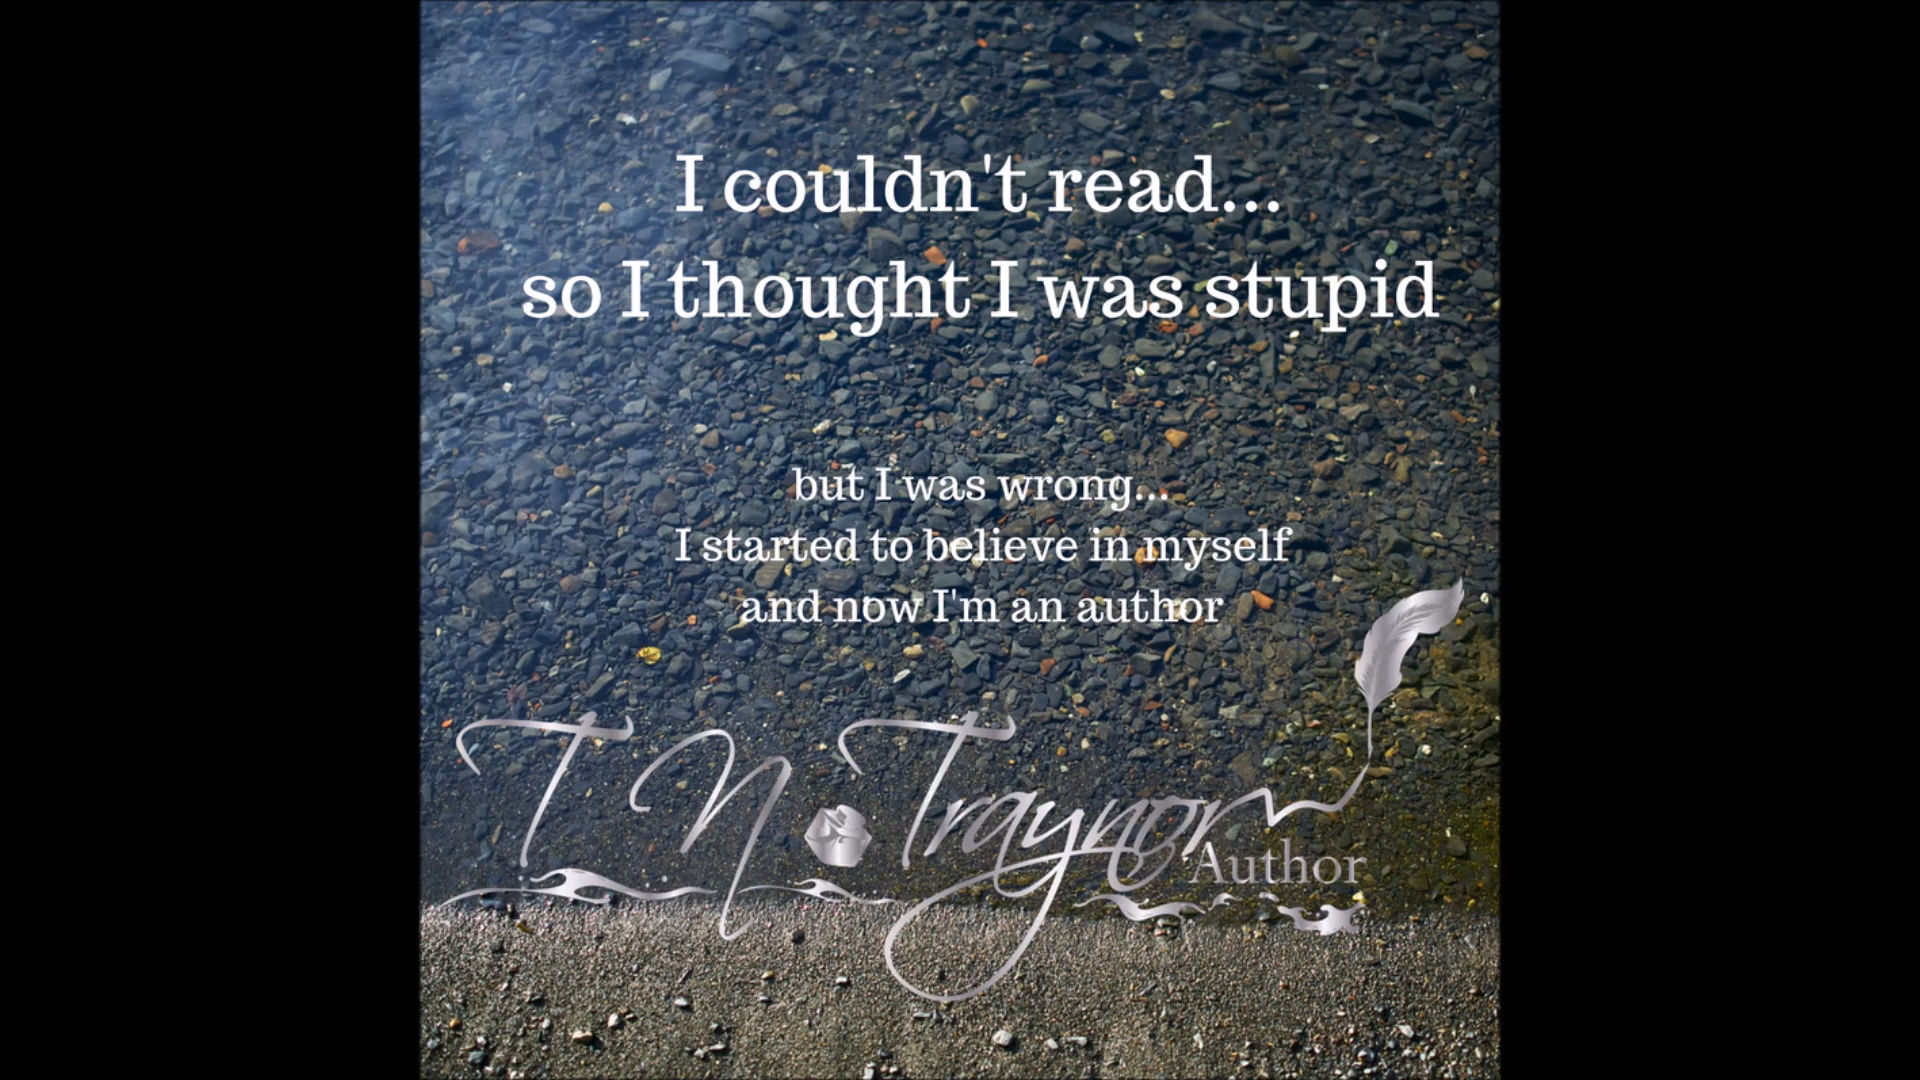 I couldn't read...
so I thought I was stupid
but I was wrong...
I started to believe in myself
and now I'm an author
T N Traynor
Author